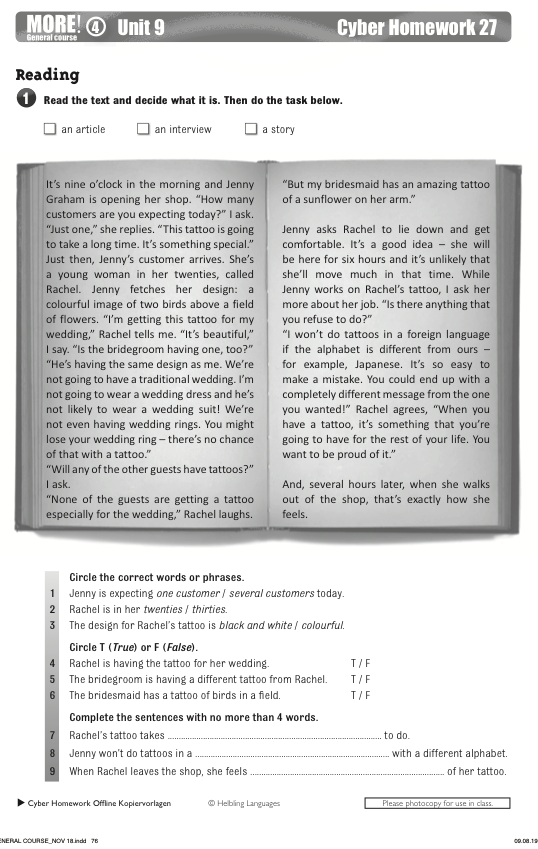 MORE! 4 Unit 9 Cyber Homework 27
General course
Reading
1 Read the text and decide what it is. Then do the task below.
an article an interview a story
It’s nine o’clock in the morning and Jenny
Graham is opening her shop. “How many
customers are you expecting today?” I ask.
“Just one,” she replies. “This tattoo is going
to take a long time. It’s something special.”
Just then, Jenny’s customer arrives. She’s
a young woman in her twenties, called
Rachel. Jenny fetches her design: a
colourful image of two birds above a field
of flowers. “I’m getting this tattoo for my
wedding,” Rachel tells me. “It’s beautiful,”
I say. “Is the bridegroom having one, too?”
“He’s having the same design as me. We’re
not going to have a traditional wedding. I’m
not going to wear a wedding dress and he’s
not likely to wear a wedding suit! We’re
not even having wedding rings. You might
lose your wedding ring – there’s no chance
of that with a tattoo.”
“Will any of the other guests have tattoos?”
I ask.
“None of the guests are getting a tattoo
especially for the wedding,” Rachel laughs.
“But my bridesmaid has an amazing tattoo
of a sunflower on her arm.”
Jenny asks Rachel to lie down and get
comfortable. It’s a good idea – she will
be here for six hours and it’s unlikely that
she’ll move much in that time. While
Jenny works on Rachel’s tattoo, I ask her
more about her job. “Is there anything that
you refuse to do?”
“I won’t do tattoos in a foreign language
if the alphabet is different from ours –
for example, Japanese. It’s so easy to
make a mistake. You could end up with a
completely different message from the one
you wanted!” Rachel agrees, “When you
have a tattoo, it’s something that you’re
going to have for the rest of your life. You
want to be proud of it.”
And, several hours later, when she walks
out of the shop, that’s exactly how she
feels.
Circle the correct words or phrases.
1 Jenny is expecting one customer / several customers today.
2 Rachel is in her twenties / thirties.
3 The design for Rachel’s tattoo is black and white / colourful.
Circle T (True) or F (False).
4 Rachel is having the tattoo for her wedding. T / F
5 The bridegroom is having a different tattoo from Rachel. T / F
6 The bridesmaid has a tattoo of birds in a field. T / F
Complete the sentences with no more than 4 words.
7 Rachel’s tattoo takes ........................ to do.
8 Jenny won’t do tattoos in a ........................ with a different alphabet.
9 When Rachel leaves the shop, she feels ........................ of her tattoo.
Cyber Homework Offline Kopiervorlagen © Helbling Languages Please photocopy for use in class.
ENERAL COURSE_NOV 18.indd 76 09.08.19